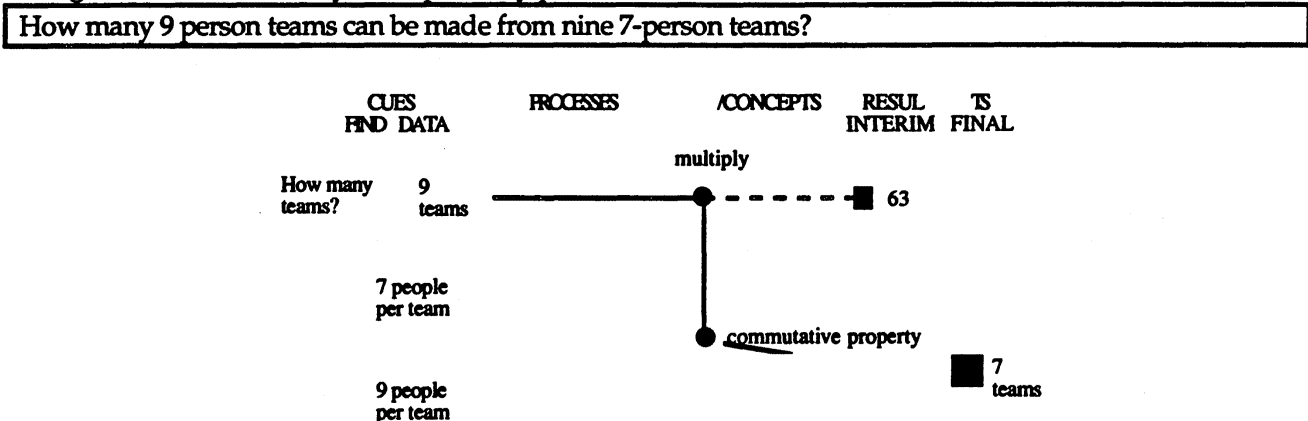 How many 9 person teams can be made from nine 7-person teams?
CUES PROCESSES /CONCEPTS RESUL TS
FIND DATA INTERIM FINAL
multiply
How many 9 63
teams? teams
7 people
per team
commutative property
7
teams
9 people
per team